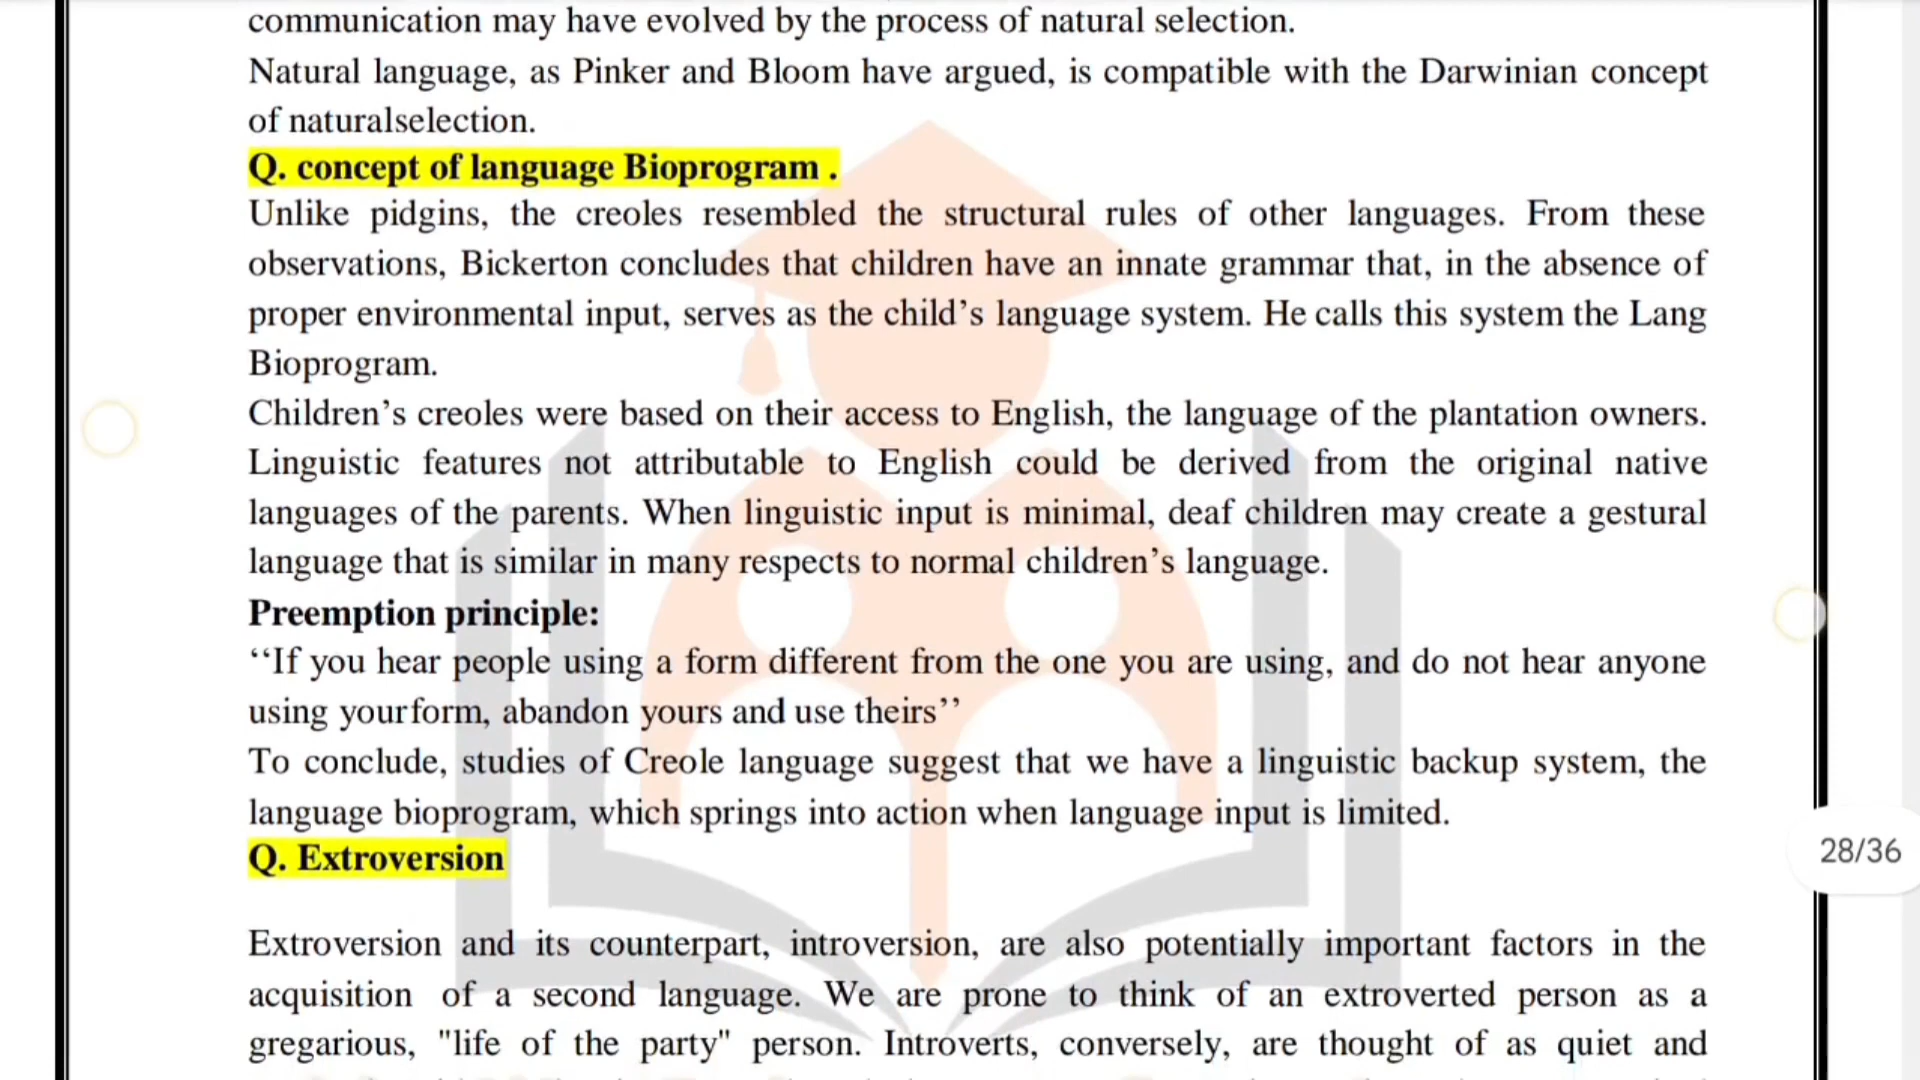 communication may have evolved by the process of natural selection.
Natural language, as Pinker and Bloom have argued, is compatible with the Darwinian concept
of naturalselection.
Q. concept of language Bioprogram .
Unlike pidgins, the creoles resembled the structural rules of other languages. From these
observations, Bickerton concludes that children have an innate grammar that, in the absence of
proper environmental input, serves as the child’s language system. He calls this system the Lang
Bioprogram.
Children’s creoles were based on their access to English, the language of the plantation owners.
Linguistic features not attributable to English could be derived from the original native
languages of the parents. When linguistic input is minimal, deaf children may create a gestural
language that is similar in many respects to normal children’s language.
Preemption principle:
‘‘If you hear people using a form different from the one you are using, and do not hear anyone
using yourform, abandon yours and use theirs’’
To conclude, studies of Creole language suggest that we have a linguistic backup system, the
language bioprogram, which springs into action when language input is limited.
28/36
Q. Extroversion
Extroversion and its counterpart, introversion, are also potentially important factors in the
acquisition of a second language. We are prone to think of an extroverted person as a
gregarious, "life of the party" person. Introverts, conversely, are thought of as quiet and